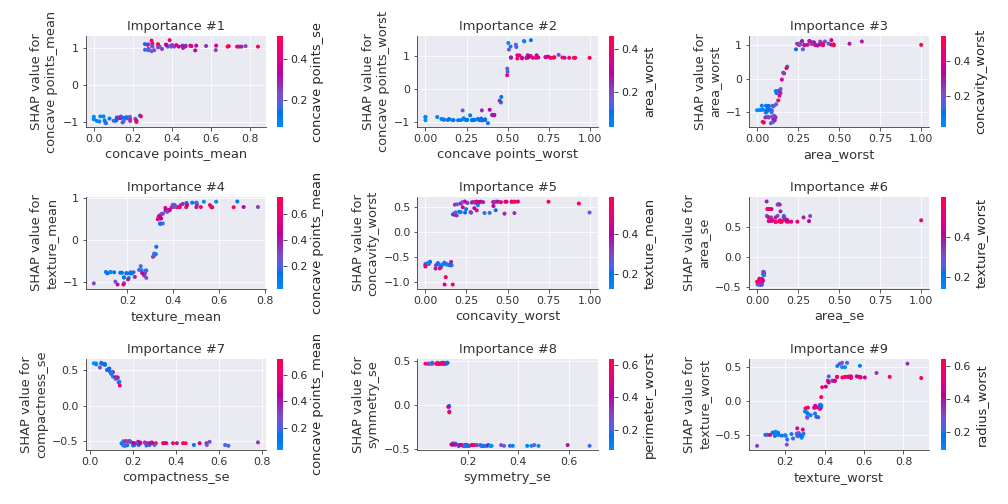 Importance #1
SHAP value for
concave points_mean
1
0
−1
0.0 0.2 0.4 0.6 0.8
concave points_mean
0.4
0.2
concave points_se
Importance #2
SHAP value for
concave points_worst
1
0
−1
0.00 0.25 0.50 0.75 1.00
concave points_worst
0.4
0.2
area_worst
Importance #3
SHAP value for
area_worst
1
0
−1
0.00 0.25 0.50 0.75 1.00
area_worst
0.4
0.2
concavity_worst
Importance #4
SHAP value for
texture_mean
1
0
−1
0.2 0.4 0.6 0.8
texture_mean
0.6
0.4
0.2
concave points_mean
Importance #5
SHAP value for
concavity_worst
0.5
0.0
−0.5
−1.0
0.00 0.25 0.50 0.75 1.00
concavity_worst
0.4
0.2
texture_mean
Importance #6
SHAP value for
area_se
0.5
0.0
−0.5
0.00 0.25 0.50 0.75 1.00
area_se
0.4
0.2
texture_worst
Importance #7
SHAP value for
compactness_se
0.5
0.0
−0.5
0.0 0.2 0.4 0.6 0.8
compactness_se
0.6
0.4
0.2
concave points_mean
Importance #8
SHAP value for
symmetry_se
0.5
0.0
−0.5
0.2 0.4 0.6
symmetry_se
0.6
0.4
0.2
perimeter_worst
Importance #9
SHAP value for
texture_worst
0.5
0.0
−0.5
0.2 0.4 0.6 0.8
texture_worst
0.6
0.4
0.2
radius_worst